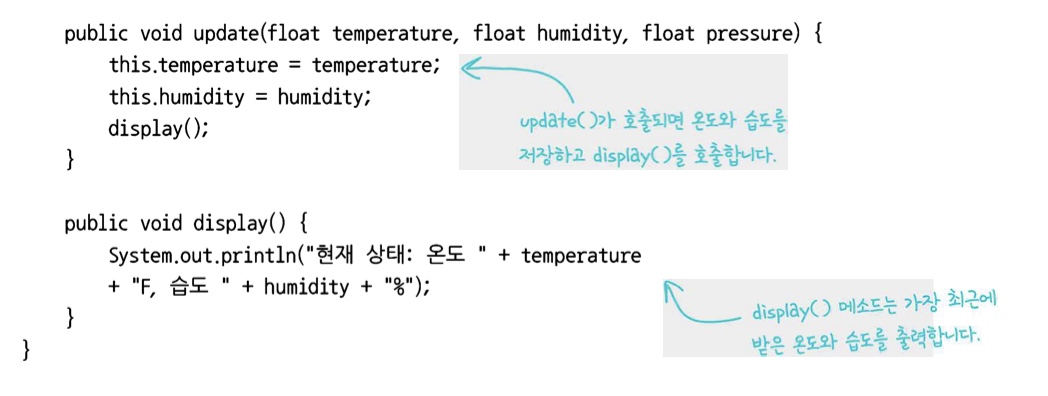 public void update(float temperature, float humidity, float pressure) {
this.temperature = temperature;
this.humidity = humidity;
display();
}
update()가 호출되면 온도와 습도를
저장하고 display()를 호출합니다.
public void display() {
System.out.println("현재 상태: 온도 " + temperature
+ "F, 습도 " + humidity + "%");
}
display() 메소드는 가장 최근에
받은 온도와 습도를 출력합니다.
}